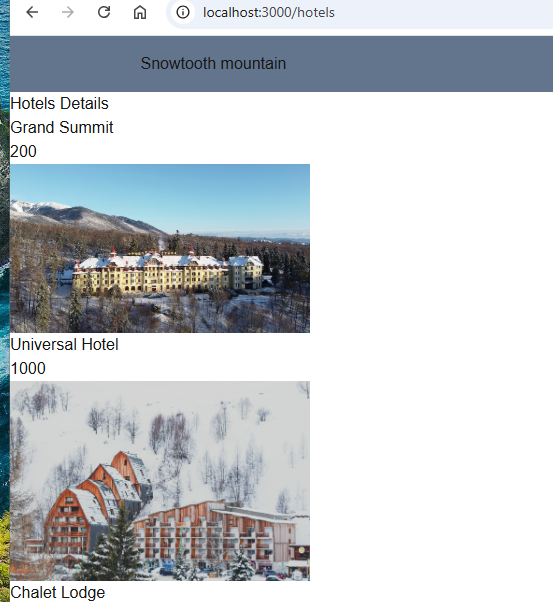 localhost:3000/hotels
Snowtooth mountain
Hotels Details
Grand Summit
200
Universal Hotel
1000
Chalet Lodge